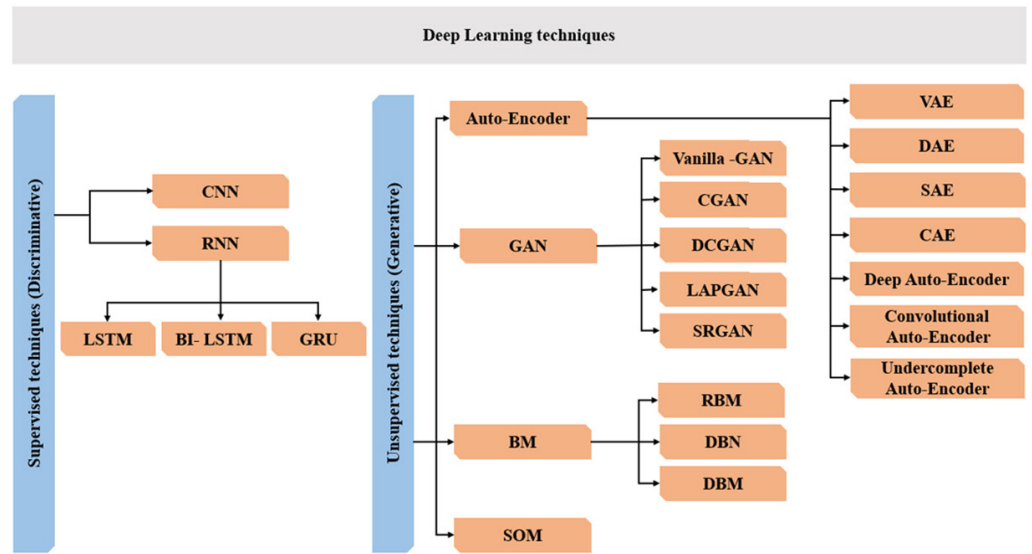 Deep Learning techniques
Supervised techniques (Discriminative)
CNN
RNN
LSTM
BI- LSTM
GRU
Unsupervised techniques (Generative)
Auto-Encoder
VAE
DAE
SAE
CAE
Deep Auto-Encoder
Convolutional
Auto-Encoder
Undercomplete
Auto-Encoder
GAN
Vanilla -GAN
CGAN
DCGAN
LAPGAN
SRGAN
BM
RBM
DBN
DBM
SOM